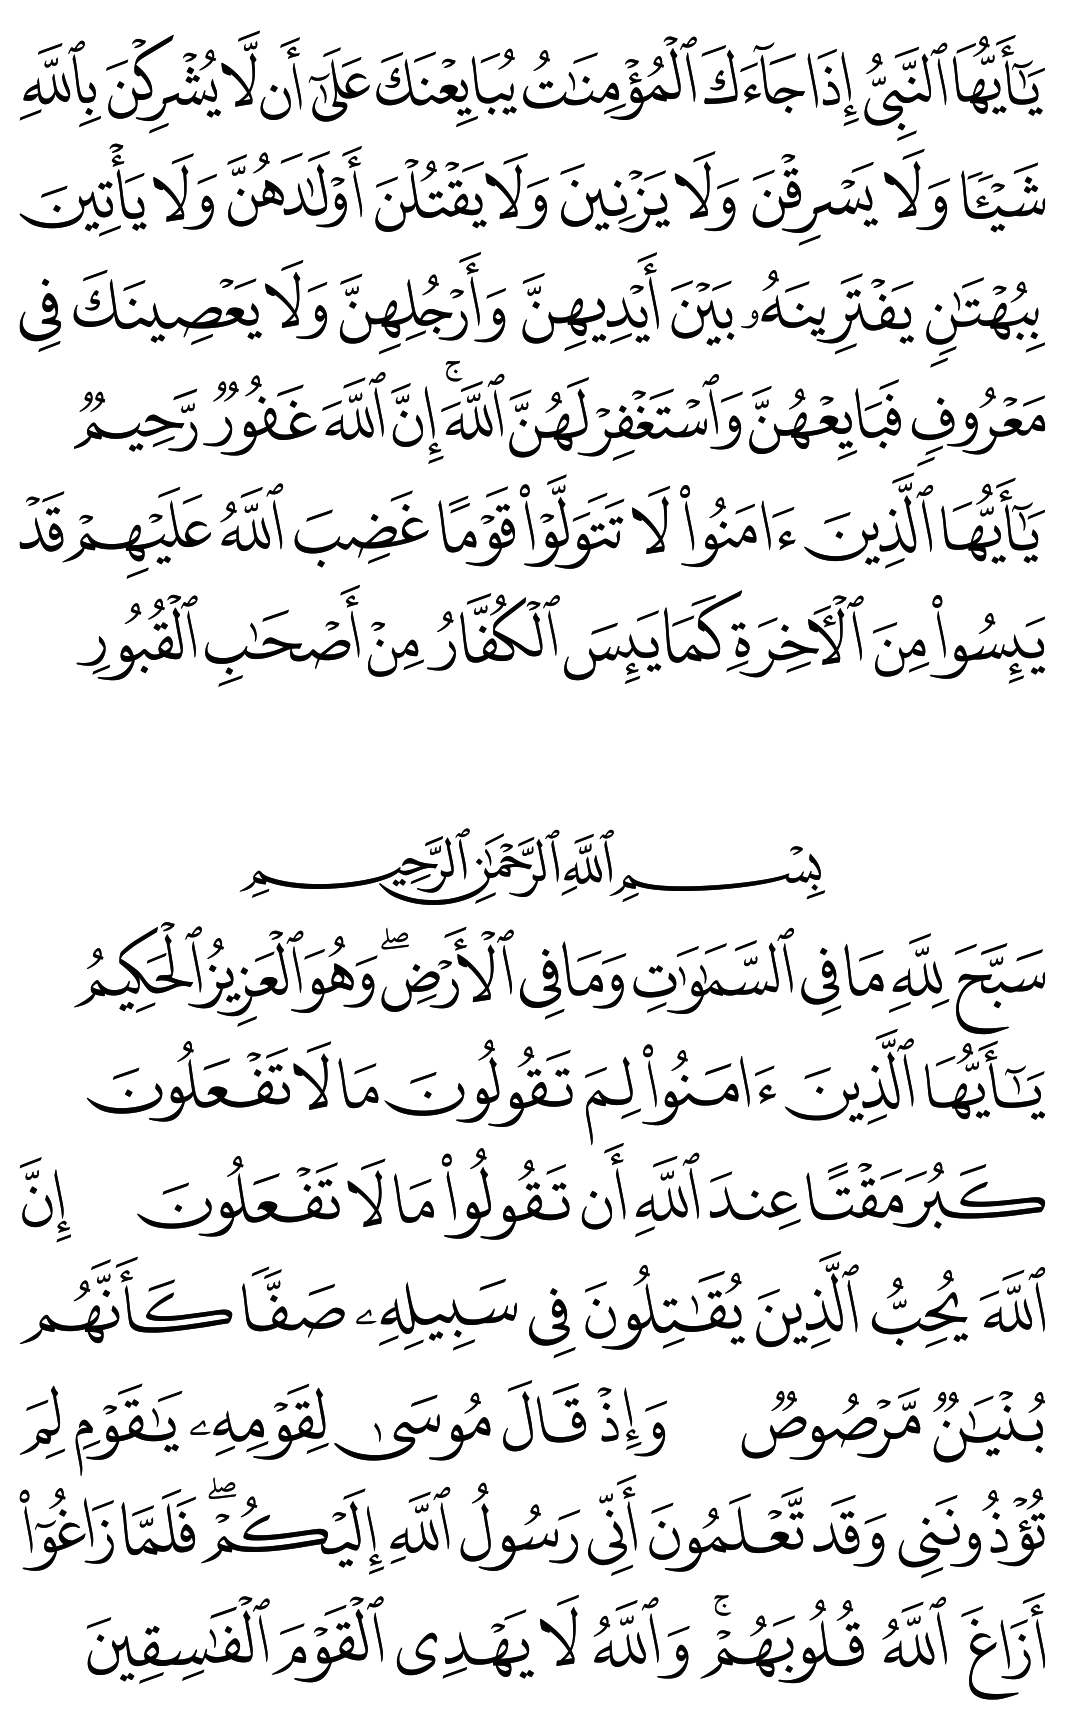 يَٰٓأَيُّهَا ٱلنَّبِىُّ إِذَا جَآءَكَ ٱلْمُؤْمِنَٰتُ يُبَايِعْنَكَ عَلَىٰٓ أَن لَّا يُشْرِكْنَ بِٱللَّهِ
شَيْـًٔا وَلَا يَسْرِقْنَ وَلَا يَزْنِينَ وَلَا يَقْتُلْنَ أَوْلَٰدَهُنَّ وَلَا يَأْتِينَ
بِبُهْتَٰنٍ يَفْتَرِينَهُۥ بَيْنَ أَيْدِيهِنَّ وَأَرْجُلِهِنَّ وَلَا يَعْصِينَكَ فِى
مَعْرُوفٍ فَبَايِعْهُنَّ وَٱسْتَغْفِرْ لَهُنَّ ٱللَّهَ ۚ إِنَّ ٱللَّهَ غَفُورٌ رَّحِيمٌ
يَٰٓأَيُّهَا ٱلَّذِينَ ءَامَنُوا۟ لَا تَتَوَلَّوْا۟ قَوْمًا غَضِبَ ٱللَّهُ عَلَيْهِمْ قَدْ
يَئِسُوا۟ مِنَ ٱلْـَٔاخِرَةِ كَمَا يَئِسَ ٱلْكُفَّارُ مِنْ أَصْحَٰبِ ٱلْقُبُورِ
بِسْمِ ٱللَّهِ ٱلرَّحْمَٰنِ ٱلرَّحِيمِ
سَبَّحَ لِلَّهِ مَا فِى ٱلسَّمَٰوَٰتِ وَمَا فِى ٱلْأَرْضِ ۖ وَهُوَ ٱلْعَزِيزُ ٱلْحَكِيمُ
يَٰٓأَيُّهَا ٱلَّذِينَ ءَامَنُوا۟ لِمَ تَقُولُونَ مَا لَا تَفْعَلُونَ
كَبُرَ مَقْتًا عِندَ ٱللَّهِ أَن تَقُولُوا۟ مَا لَا تَفْعَلُونَ إِنَّ
ٱللَّهَ يُحِبُّ ٱلَّذِينَ يُقَٰتِلُونَ فِى سَبِيلِهِۦ صَفًّا كَأَنَّهُم
بُنْيَٰنٌ مَّرْصُوصٌ وَإِذْ قَالَ مُوسَىٰ لِقَوْمِهِۦ يَٰقَوْمِ لِمَ
تُؤْذُونَنِى وَقَد تَّعْلَمُونَ أَنِّى رَسُولُ ٱللَّهِ إِلَيْكُمْ ۖ فَلَمَّا زَاغُوٓا۟
أَزَاغَ ٱللَّهُ قُلُوبَهُمْ ۚ وَٱللَّهُ لَا يَهْدِى ٱلْقَوْمَ ٱلْفَٰسِقِينَ